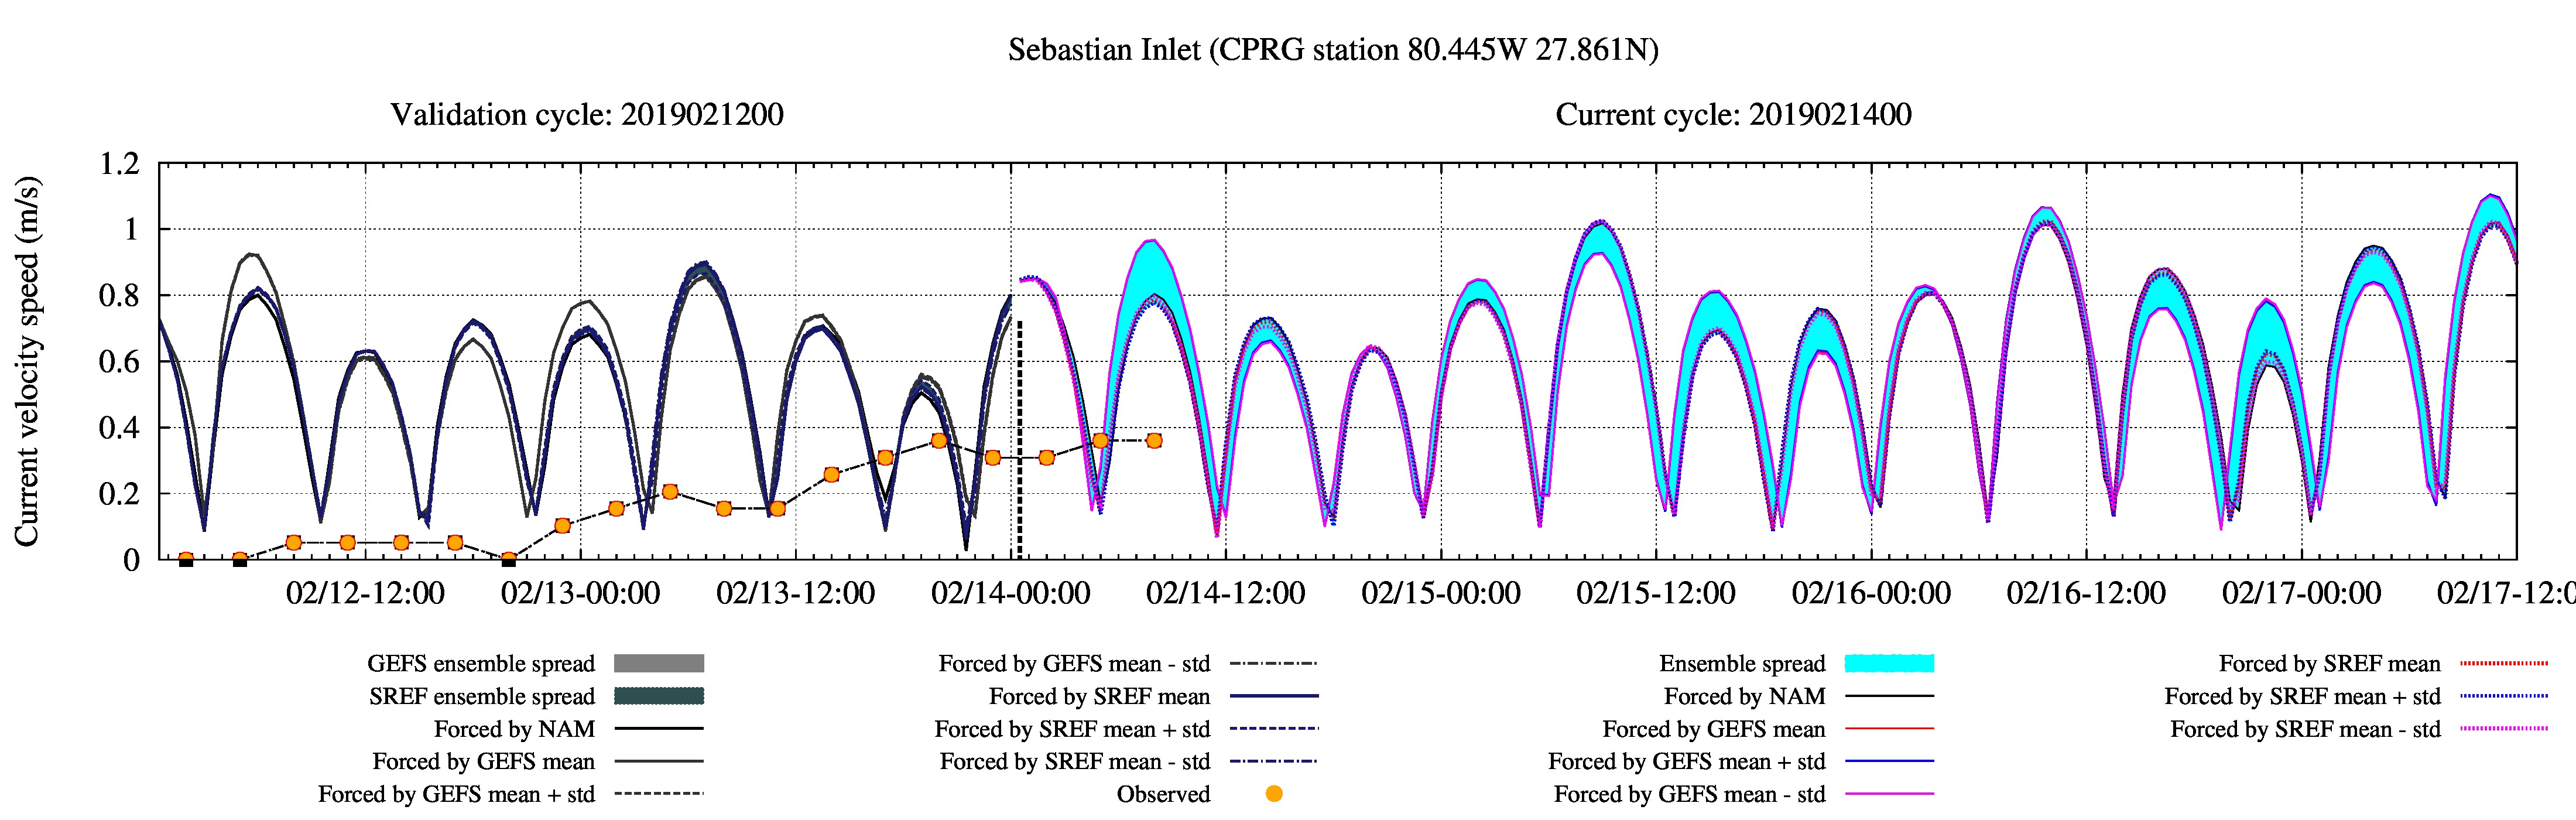 Sebastian Inlet (CPRG station 80.445W 27.861N)
Validation cycle: 2019021200
Current cycle: 2019021400
Current velocity speed (m/s)
1.2
1
0.8
0.6
0.4
0.2
0
02/12-12:00 02/13-00:00 02/13-12:00 02/14-00:00 02/14-12:00 02/15-00:00 02/15-12:00 02/16-00:00 02/16-12:00 02/17-00:00 02/17-12:0
GEFS ensemble spread
SREF ensemble spread
Forced by NAM
Forced by GEFS mean
Forced by GEFS mean + std
Forced by GEFS mean - std
Forced by SREF mean
Forced by SREF mean + std
Forced by SREF mean - std
Observed
Ensemble spread
Forced by NAM
Forced by GEFS mean
Forced by GEFS mean + std
Forced by GEFS mean - std
Forced by SREF mean
Forced by SREF mean + std
Forced by SREF mean - std